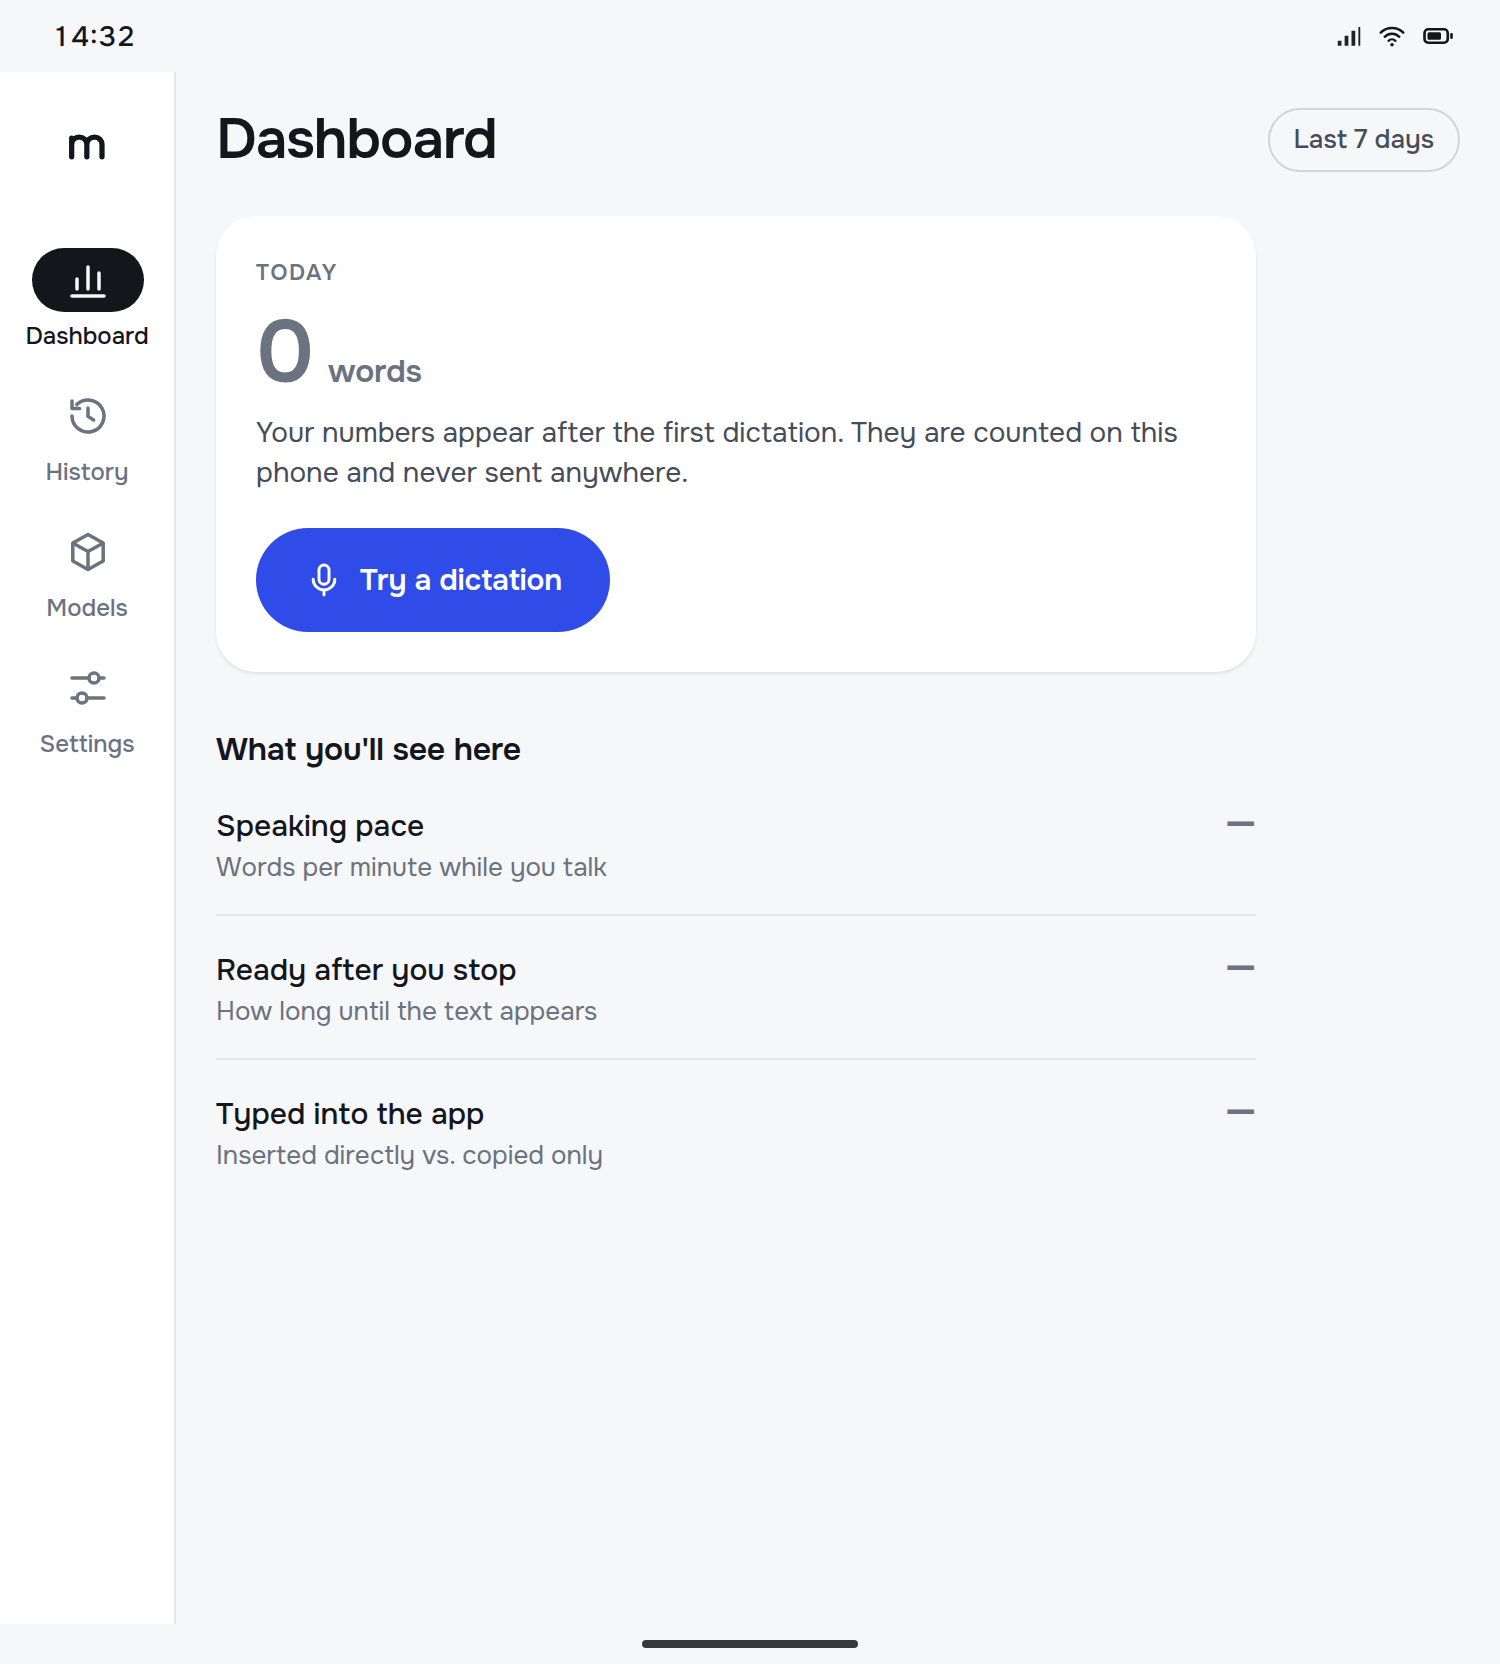 14:32
m
Dashboard
History
Models
Settings
Dashboard
Last 7 days
TODAY
0 words
Your numbers appear after the first dictation. They are counted on this
phone and never sent anywhere.
Try a dictation
What you'll see here
Speaking pace
—
Words per minute while you talk
Ready after you stop
—
How long until the text appears
Typed into the app
—
Inserted directly vs. copied only